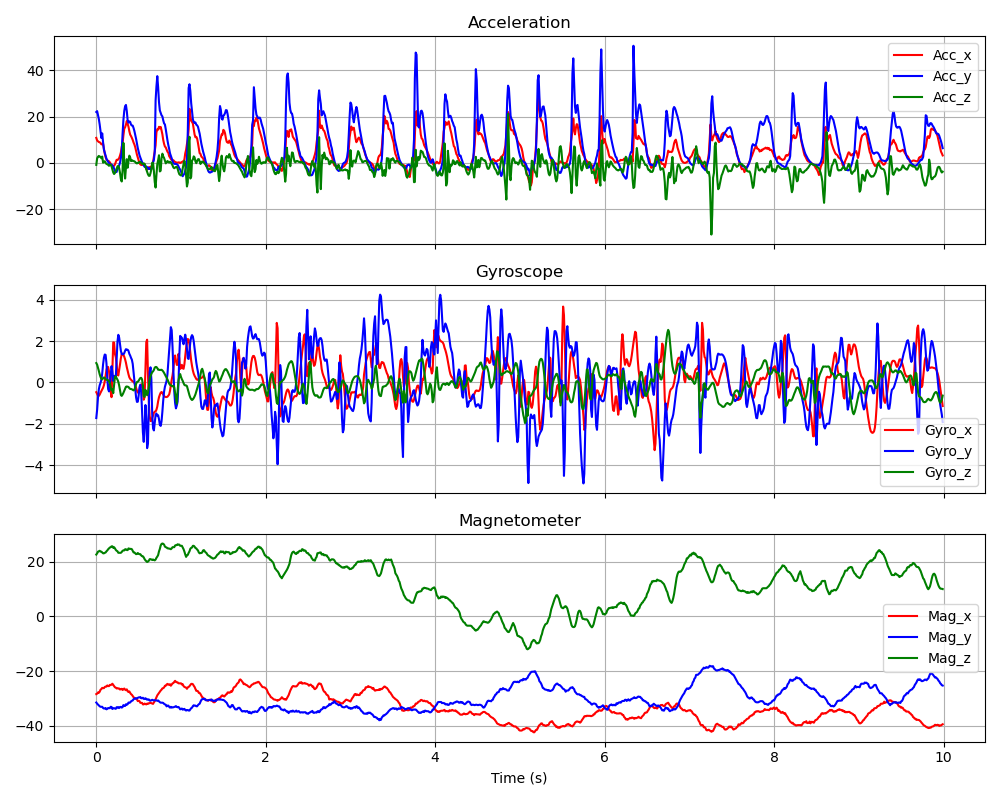 Acceleration
40
20
0
−20
Acc_x
Acc_y
Acc_z
Gyroscope
4
2
0
−2
−4
Gyro_x
Gyro_y
Gyro_z
Magnetometer
20
0
−20
−40
Mag_x
Mag_y
Mag_z
0 2 4 6 8 10
Time (s)